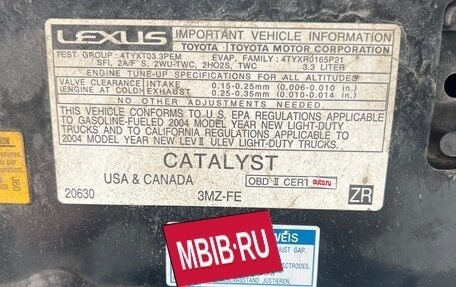 LEXUS
IMPORTANT VEHICLE INFORMATION
TOYOTA
TOYOTA MOTOR CORPORATION
TEST GROUP : 4TYXT03.3PEM EVAP. FAMILY : 4TYXR0165P21
SFI, 2A/F S, 2WU-TWC, 2HO2S, TWC 3.3 LITER
ENGINE TUNE-UP SPECIFICATIONS FOR ALL ALTITUDES
VALVE CLEARANCE INTAKE 0.15-0.25mm (0.006-0.010 in.)
(ENGINE AT COLD) EXHAUST 0.25-0.35mm (0.010-0.014 in.)
NO OTHER ADJUSTMENTS NEEDED.
THIS VEHICLE CONFORMS TO U.S. EPA REGULATIONS APPLICABLE
TO GASOLINE-FUELED 2004 MODEL YEAR NEW LIGHT-DUTY
TRUCKS AND TO CALIFORNIA REGULATIONS APPLICABLE TO
2004 MODEL YEAR NEW LEVII ULEV LIGHT-DUTY TRUCKS.
CATALYST
USA & CANADA
OBD II CERT
auto.ru
20630
3MZ-FE
ZR
MBIB.RU
JUST GAP.